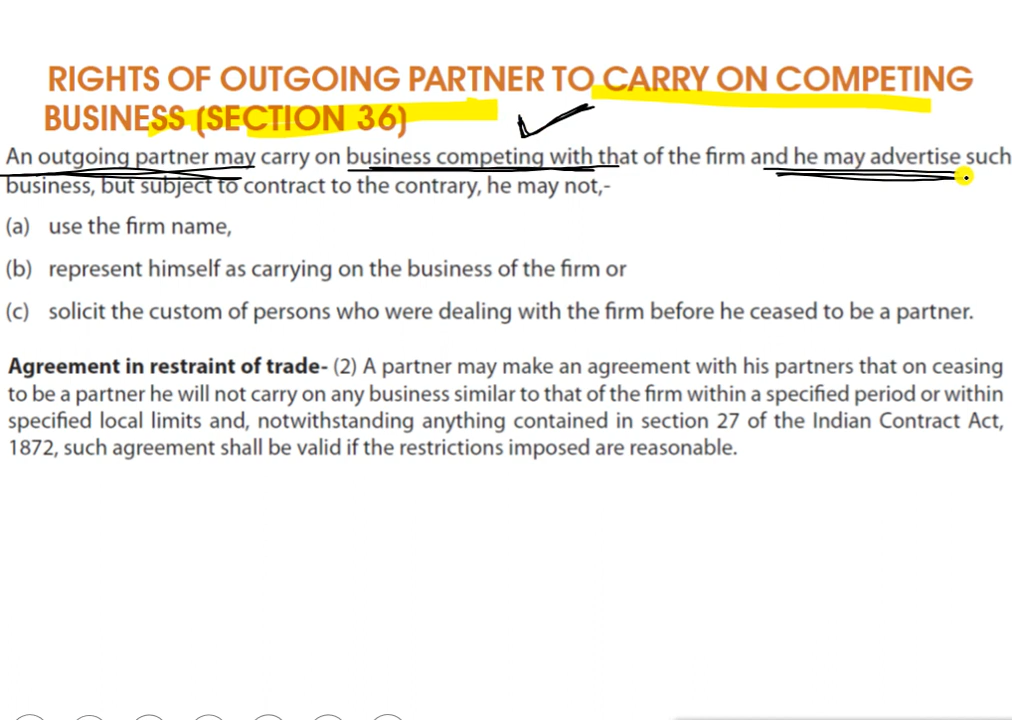 RIGHTS OF OUTGOING PARTNER TO CARRY ON COMPETING
BUSINESS (SECTION 36)
An outgoing partner may carry on business competing with that of the firm and he may advertise such
business, but subject to contract to the contrary, he may not,-
(a) use the firm name,
(b) represent himself as carrying on the business of the firm or
(c) solicit the custom of persons who were dealing with the firm before he ceased to be a partner.
Agreement in restraint of trade- (2) A partner may make an agreement with his partners that on ceasing
to be a partner he will not carry on any business similar to that of the firm within a specified period or within
specified local limits and, notwithstanding anything contained in section 27 of the Indian Contract Act,
1872, such agreement shall be valid if the restrictions imposed are reasonable.